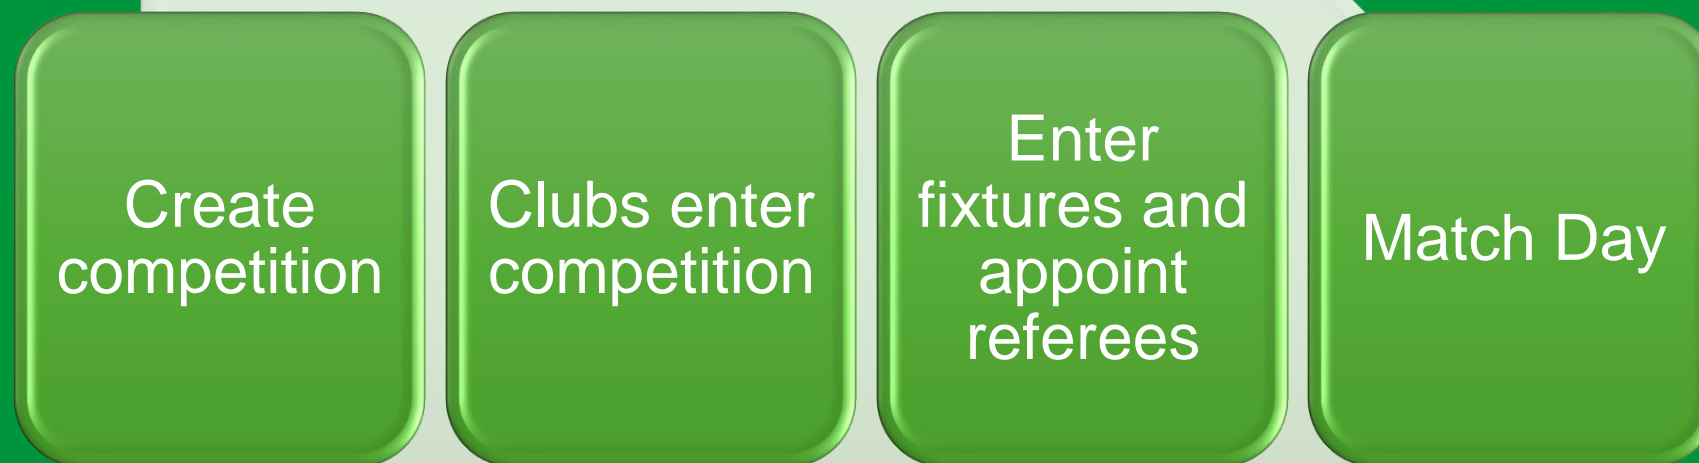 Create
competition
Clubs enter
competition
Enter
fixtures and
appoint
referees
Match Day